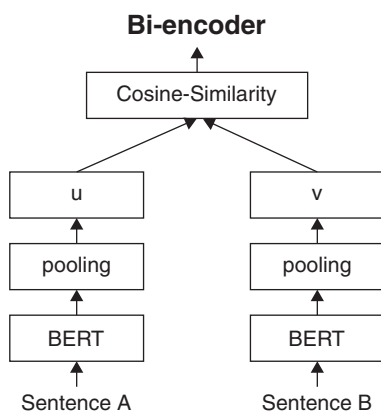 Bi-encoder
Cosine-Similarity
u v
pooling pooling
BERT BERT
Sentence A Sentence B